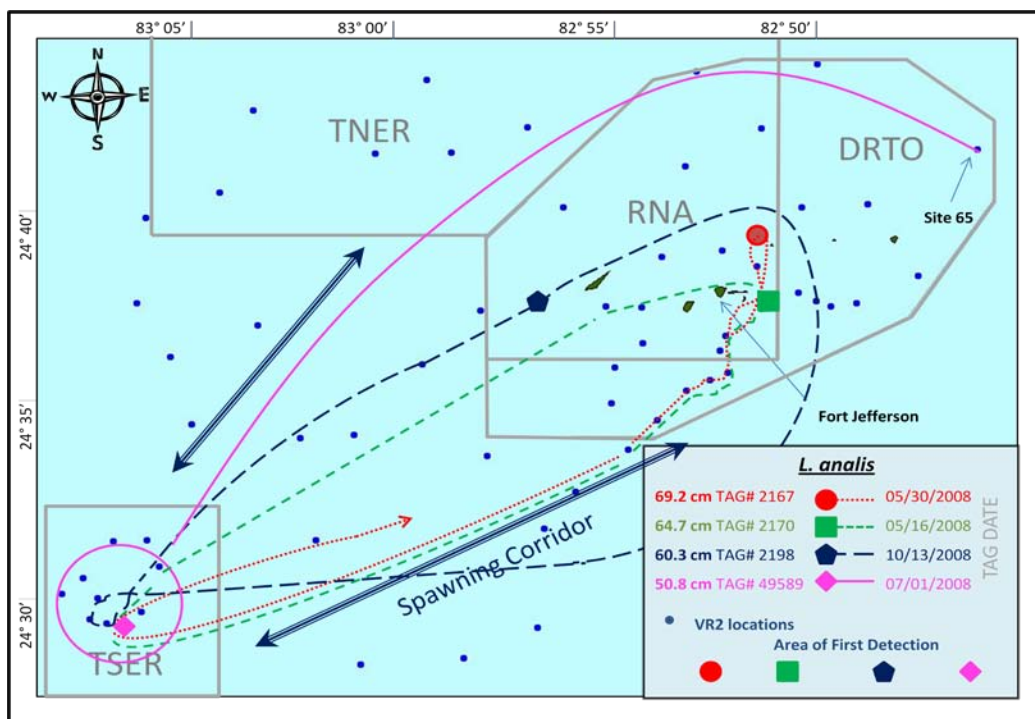 83° 05’ 83° 00’ 82° 55’ 82° 50’
N
W E
S
TNER
DRTO
RNA
24° 40’
Site 65
24° 35’
Fort Jefferson
L. analis
69.2 cm TAG# 2167 05/30/2008
64.7 cm TAG# 2170 05/16/2008
60.3 cm TAG# 2198 10/13/2008
50.8 cm TAG# 49589 07/01/2008
TAG DATE
VR2 locations
Area of First Detection
Spawning Corridor
24° 30’
TSER